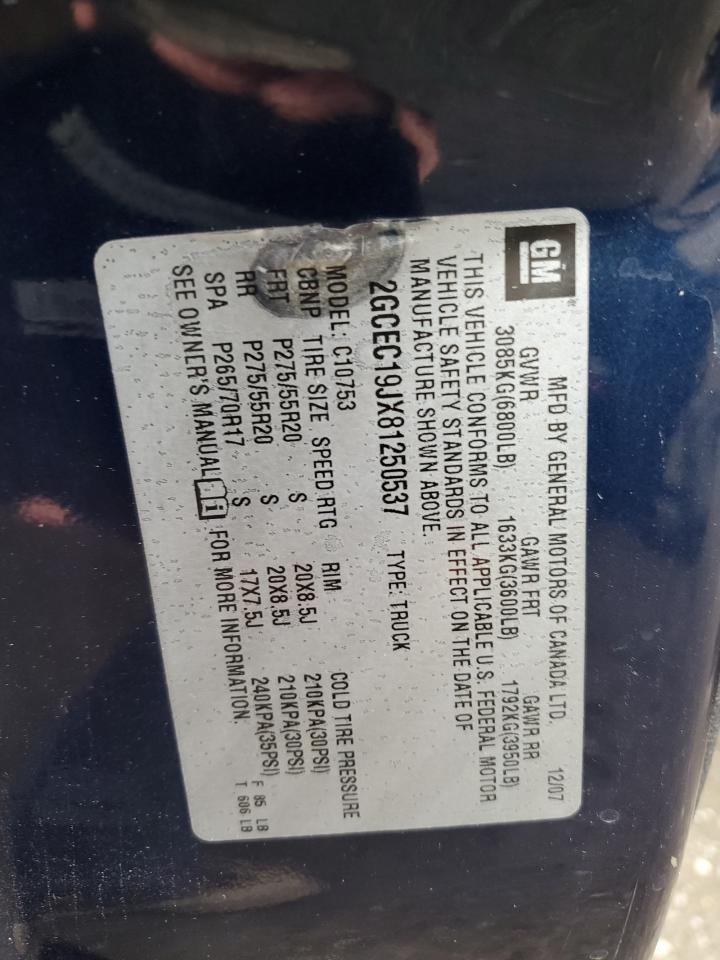 GM
MFD BY GENERAL MOTORS OF CANADA LTD. 12/07
GVWR GAWR FRT GAWR RR
3085KG(6800LB) 1633KG(3600LB) 1792KG(3950LB)
THIS VEHICLE CONFORMS TO ALL APPLICABLE U.S. FEDERAL MOTOR
VEHICLE SAFETY STANDARDS IN EFFECT ON THE DATE OF
MANUFACTURE SHOWN ABOVE.
2GCEC19JX81250537 TYPE: TRUCK
MODEL: C10753
CBNP TIRE SIZE SPEED RTG RIM COLD TIRE PRESSURE
FRT P275/55R20 S 20X8.5J 210KPA(30PSI)
RR P275/55R20 S 20X8.5J 210KPA(30PSI)
SPA P265/70R17 S 17X7.5J 240KPA(35PSI)
SEE OWNER'S MANUAL FOR MORE INFORMATION.
F 85 LB
T 606 LB